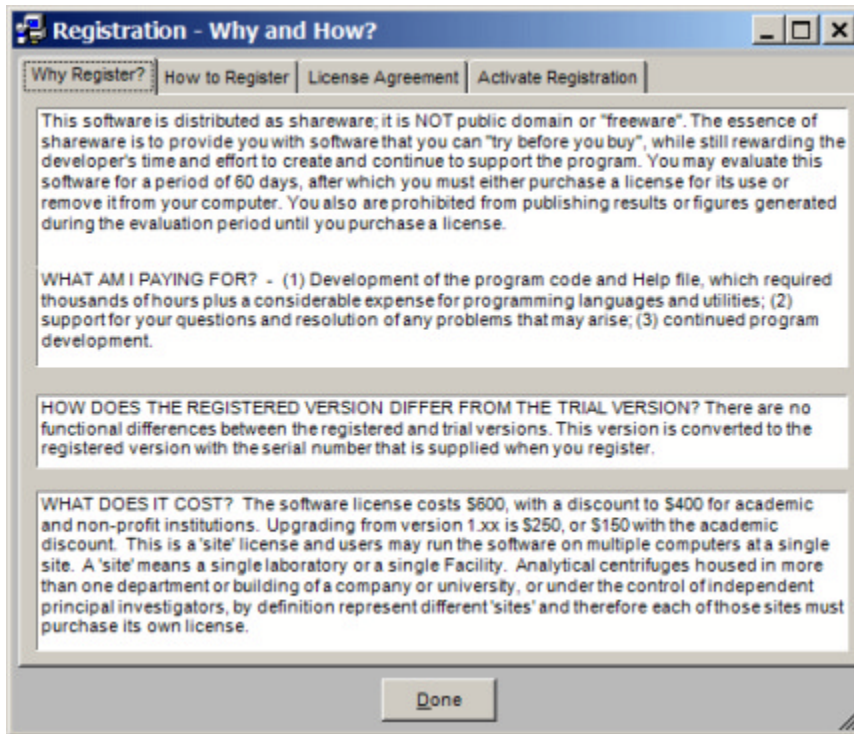 Registration - Why and How?
Why Register? How to Register License Agreement Activate Registration
This software is distributed as shareware; it is NOT public domain or "freeware". The essence of
shareware is to provide you with software that you can "try before you buy", while still rewarding the
developer's time and effort to create and continue to support the program. You may evaluate this
software for a period of 60 days, after which you must either purchase a license for its use or
remove it from your computer. You also are prohibited from publishing results or figures generated
during the evaluation period until you purchase a license.
WHAT AM I PAYING FOR? - (1) Development of the program code and Help file, which required
thousands of hours plus a considerable expense for programming languages and utilities; (2)
support for your questions and resolution of any problems that may arise; (3) continued program
development.
HOW DOES THE REGISTERED VERSION DIFFER FROM THE TRIAL VERSION? There are no
functional differences between the registered and trial versions. This version is converted to the
registered version with the serial number that is supplied when you register.
WHAT DOES IT COST? The software license costs $600, with a discount to $400 for academic
and non-profit institutions. Upgrading from version 1.xx is $250, or $150 with the academic
discount. This is a 'site' license and users may run the software on multiple computers at a single
site. A 'site' means a single laboratory or a single Facility. Analytical centrifuges housed in more
than one department or building of a company or university, or under the control of independent
principal investigators, by definition represent different 'sites' and therefore each of those sites must
purchase its own license.
Done